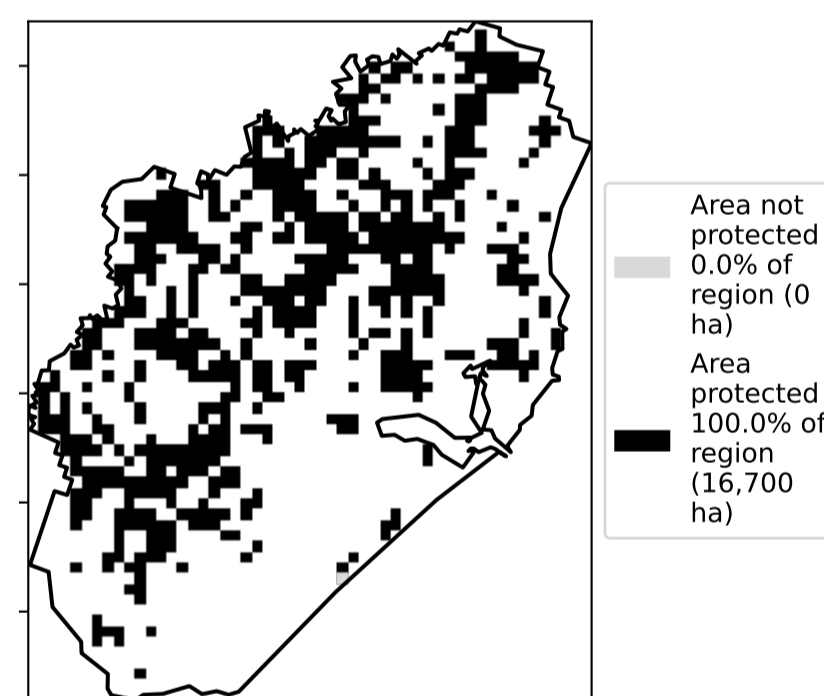 Area not
protected
0.0% of
region (0
ha)
Area
protected
100.0% of
region
(16,700
ha)